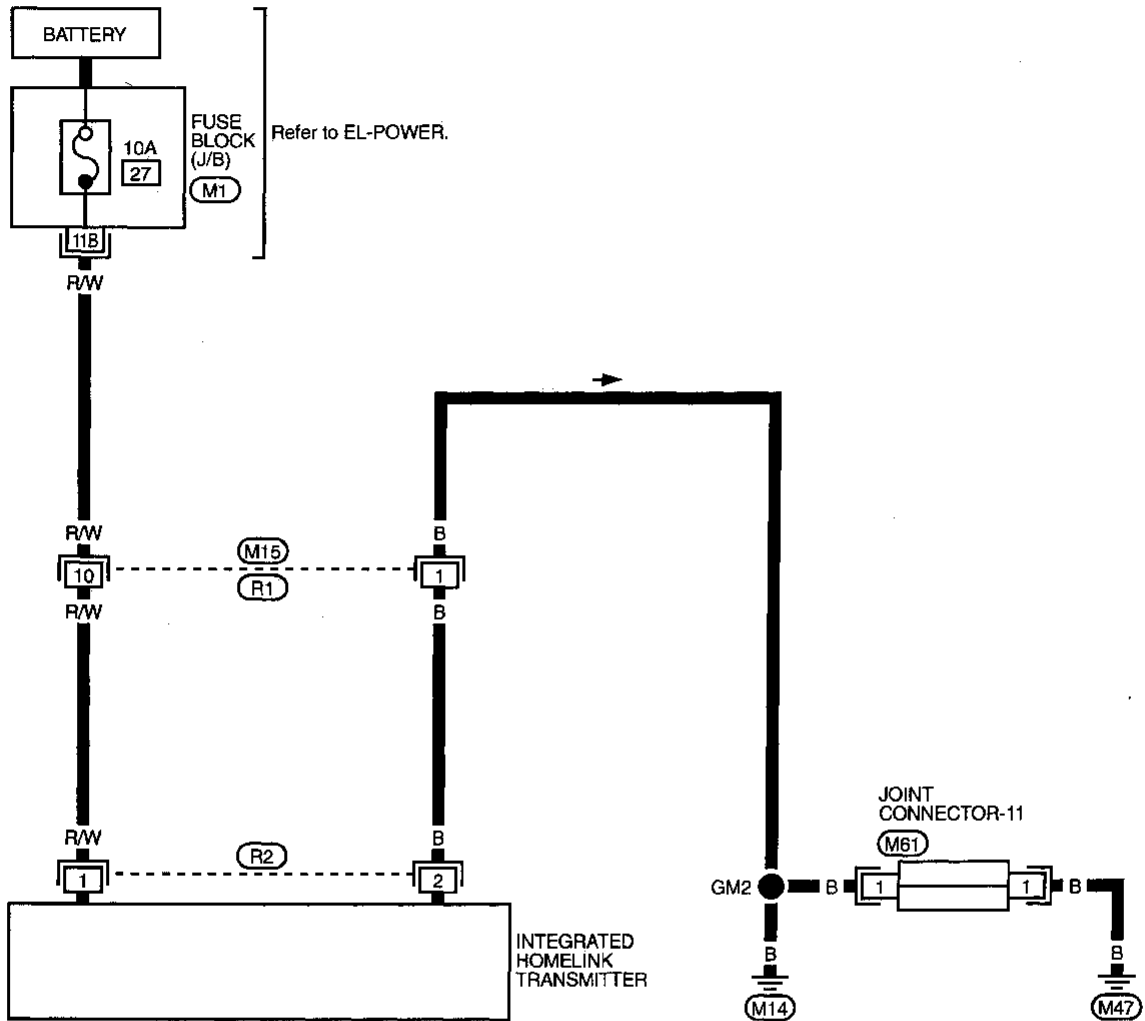 BATTERY
FUSE
BLOCK
(J/B)
Refer to EL-POWER.
10A
27
M1
11B
R/W
R/W
B
10
M15
1
R1
R/W
B
R/W
B
1
R2
2
JOINT
CONNECTOR-11
M61
GM2
B
1
1
B
INTEGRATED
HOMELINK
TRANSMITTER
B
B
M14
M47